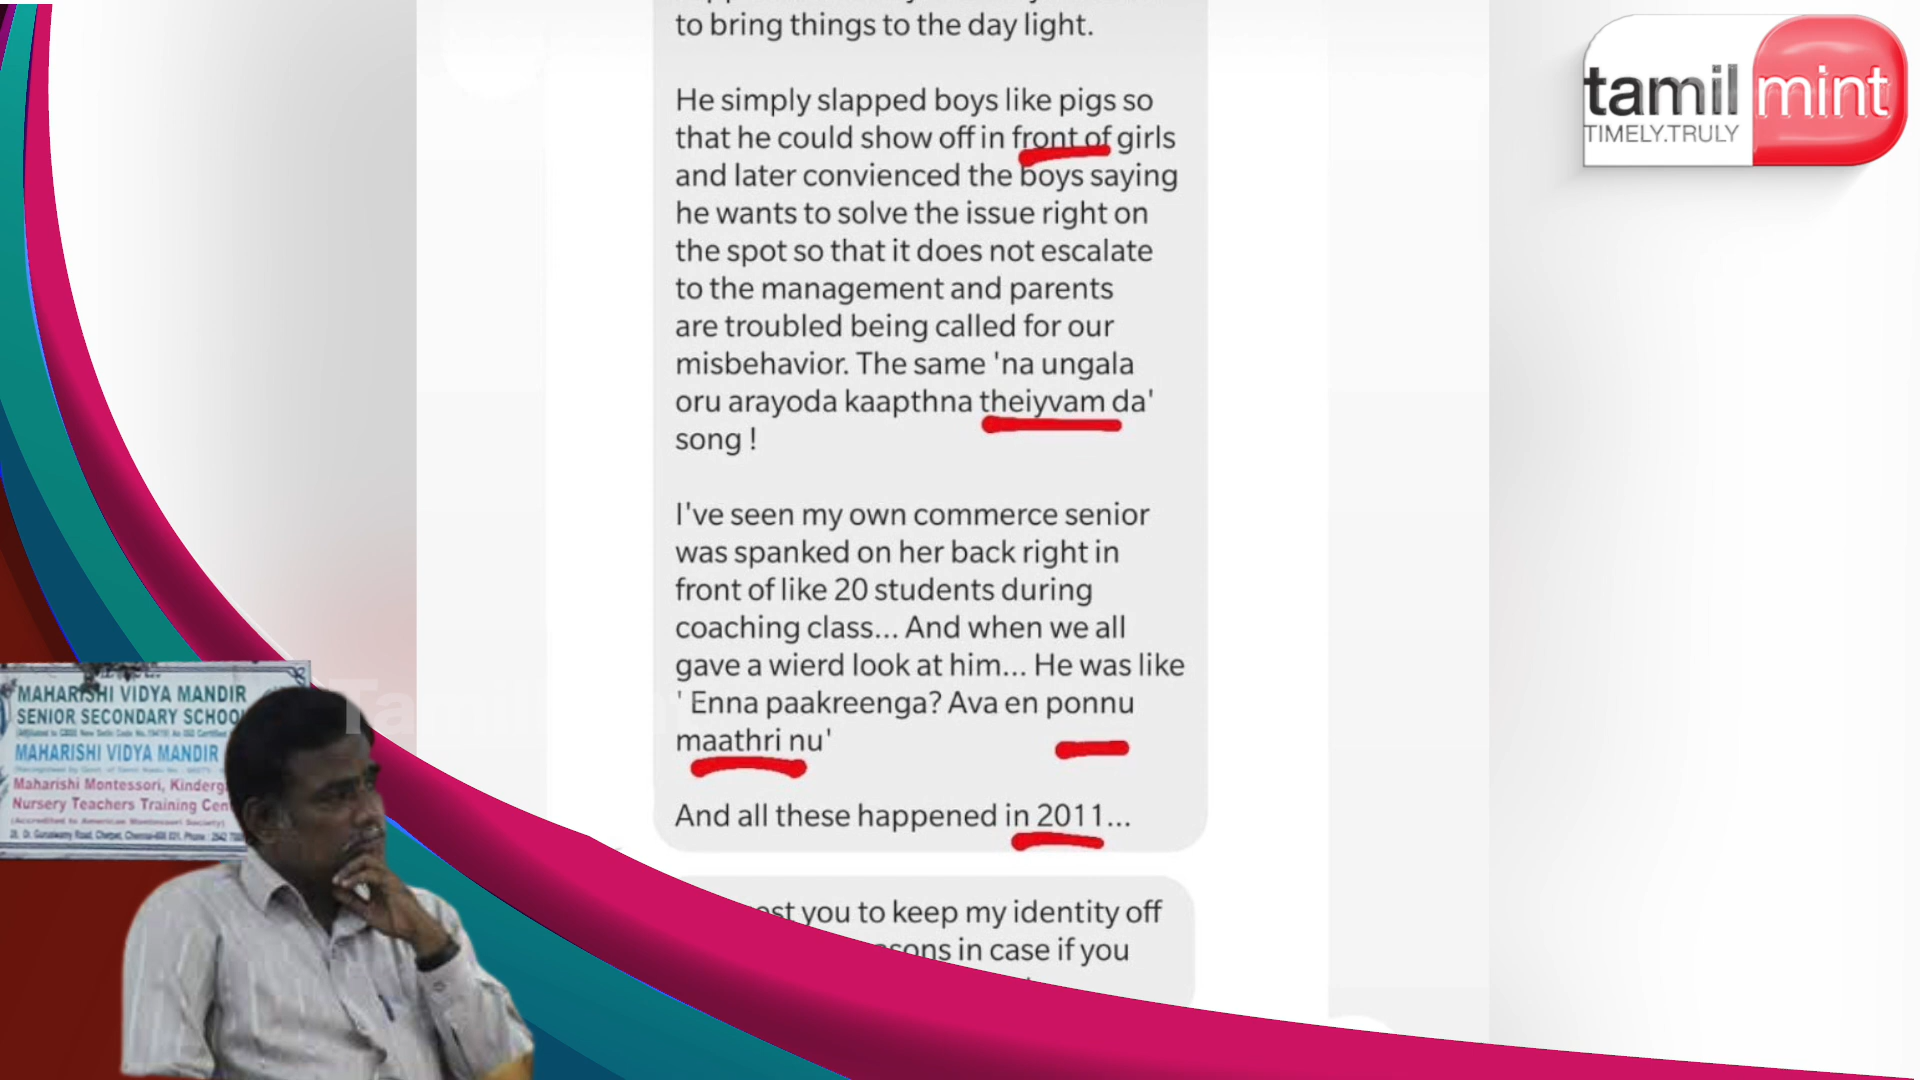 to bring things to the day light.
He simply slapped boys like pigs so
that he could show off in front of girls
and later convienced the boys saying
he wants to solve the issue right on
the spot so that it does not escalate
to the management and parents
are troubled being called for our
misbehavior. The same 'na ungala
oru arayoda kaapthna theiyvam da'
song !
I've seen my own commerce senior
was spanked on her back right in
front of like 20 students during
coaching class... And when we all
gave a wierd look at him... He was like
' Enna paakreenga? Ava en ponnu
maathri nu'
And all these happened in 2011...
you to keep my identity off
in case if you
tamil mint
TIMELY.TRULY
MAHARISHI VIDYA MANDIR
SENIOR SECONDARY SCHOOL
MAHARISHI VIDYA MANDIR
Maharishi Montessori,
Nursery Teachers Training